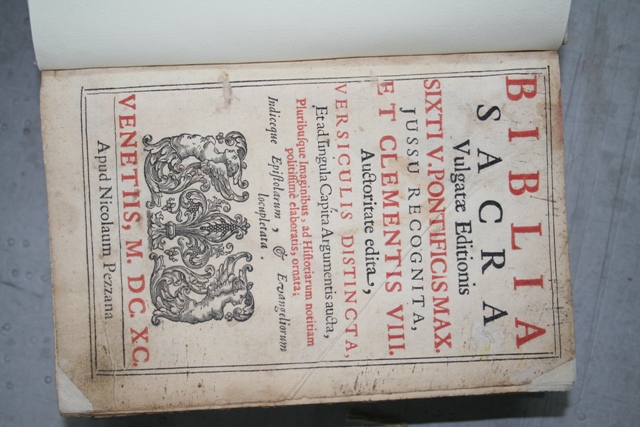 BIBLIA
SACRA
Vulgatæ Editionis
SIXTI V. PONTIFICIS MAX.
JUSSU RECOGNITA,
ET CLEMENTIS VIII.
Auctoritate edita,
VERSICULIS DISTINCTA,
Et ad singula Capita Argumentis aucta,
Pluribusque Imaginibus, ad Historiarum notitiam
politissimè elaboratis, ornata;
Indiceque Epistolarum, & Evangeliorum
locupletata.
VENETIIS, M. DC. XC.
Apud Nicolaum Pezzana